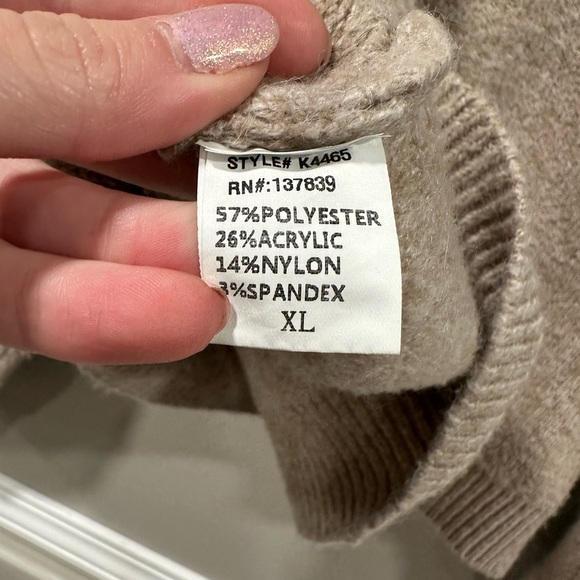 STYLE# K4465
RN#:137839
57%POLYESTER
26%ACRYLIC
14%NYLON
3%SPANDEX
XL